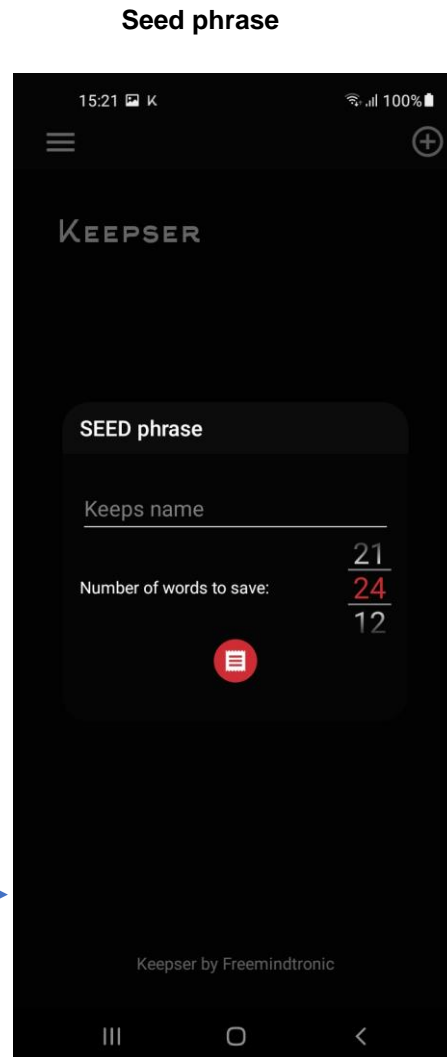 Seed phrase
15:21 K 100%
KEEPSER
SEED phrase
Keeps name
21
Number of words to save: 24
12
Keepser by Freemindtronic